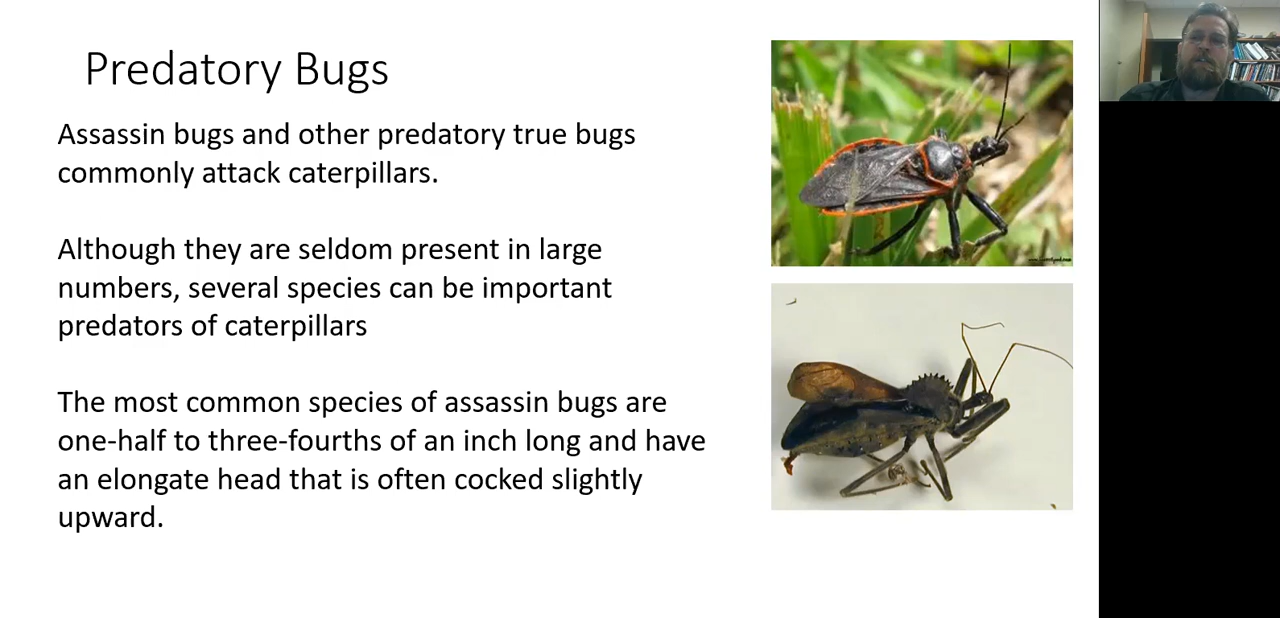 Predatory Bugs
Assassin bugs and other predatory true bugs
commonly attack caterpillars.
Although they are seldom present in large
numbers, several species can be important
predators of caterpillars
The most common species of assassin bugs are
one-half to three-fourths of an inch long and have
an elongate head that is often cocked slightly
upward.